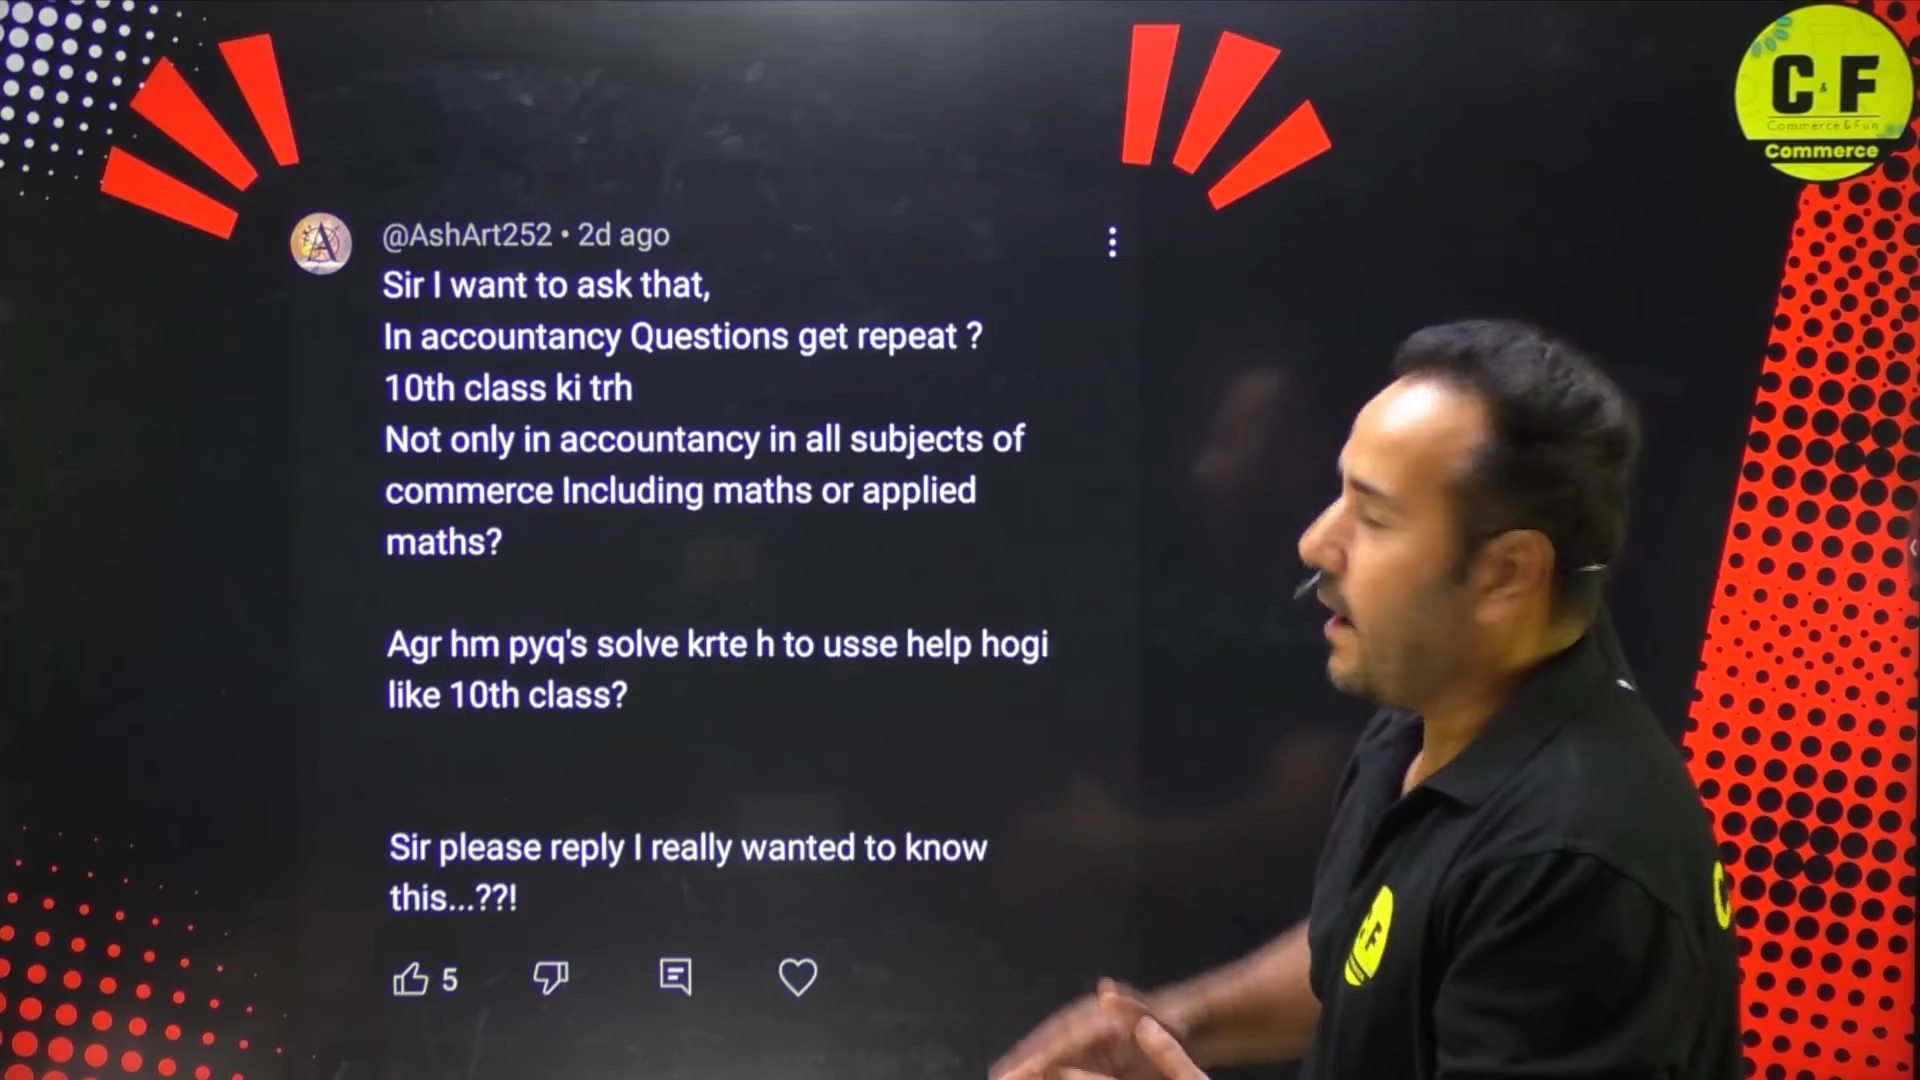 C & F
Commerce & Fun
Commerce
@AshArt252 • 2d ago
Sir I want to ask that,
In accountancy Questions get repeat ?
10th class ki trh
Not only in accountancy in all subjects of
commerce Including maths or applied
maths?
Agr hm pyq's solve krte h to usse help hogi
like 10th class?
Sir please reply I really wanted to know
this...??!
5